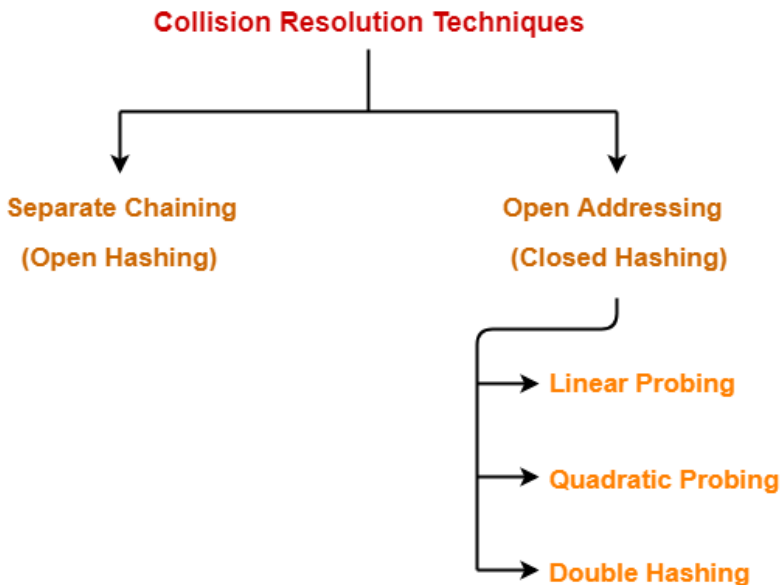 Collision Resolution Techniques
Separate Chaining
(Open Hashing)
Open Addressing
(Closed Hashing)
Linear Probing
Quadratic Probing
Double Hashing